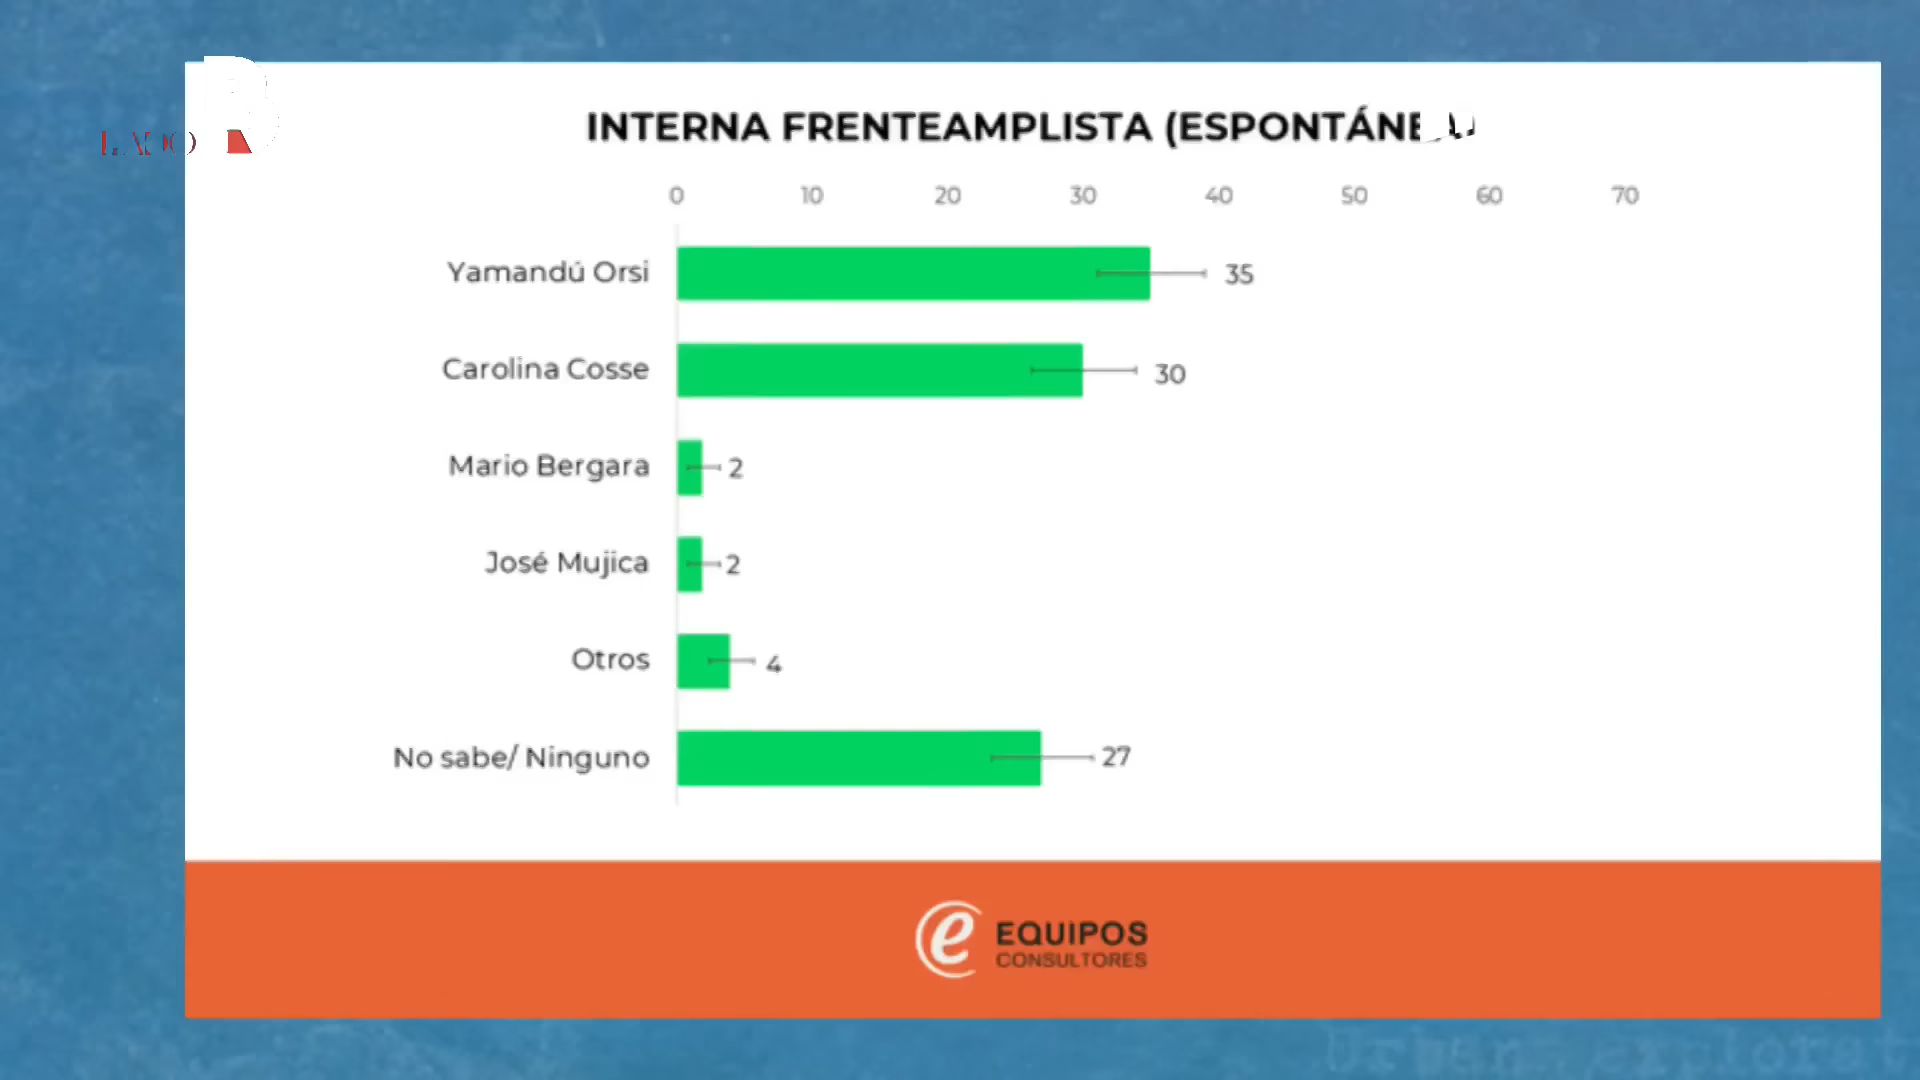 INTERNA FRENTEAMPLISTA (ESPONTÁNEA)
0 10 20 30 40 50 60 70
Yamandú Orsi 35
Carolina Cosse 30
Mario Bergara 2
José Mujica 2
Otros 4
No sabe/ Ninguno 27
e EQUIPOS
CONSULTORES